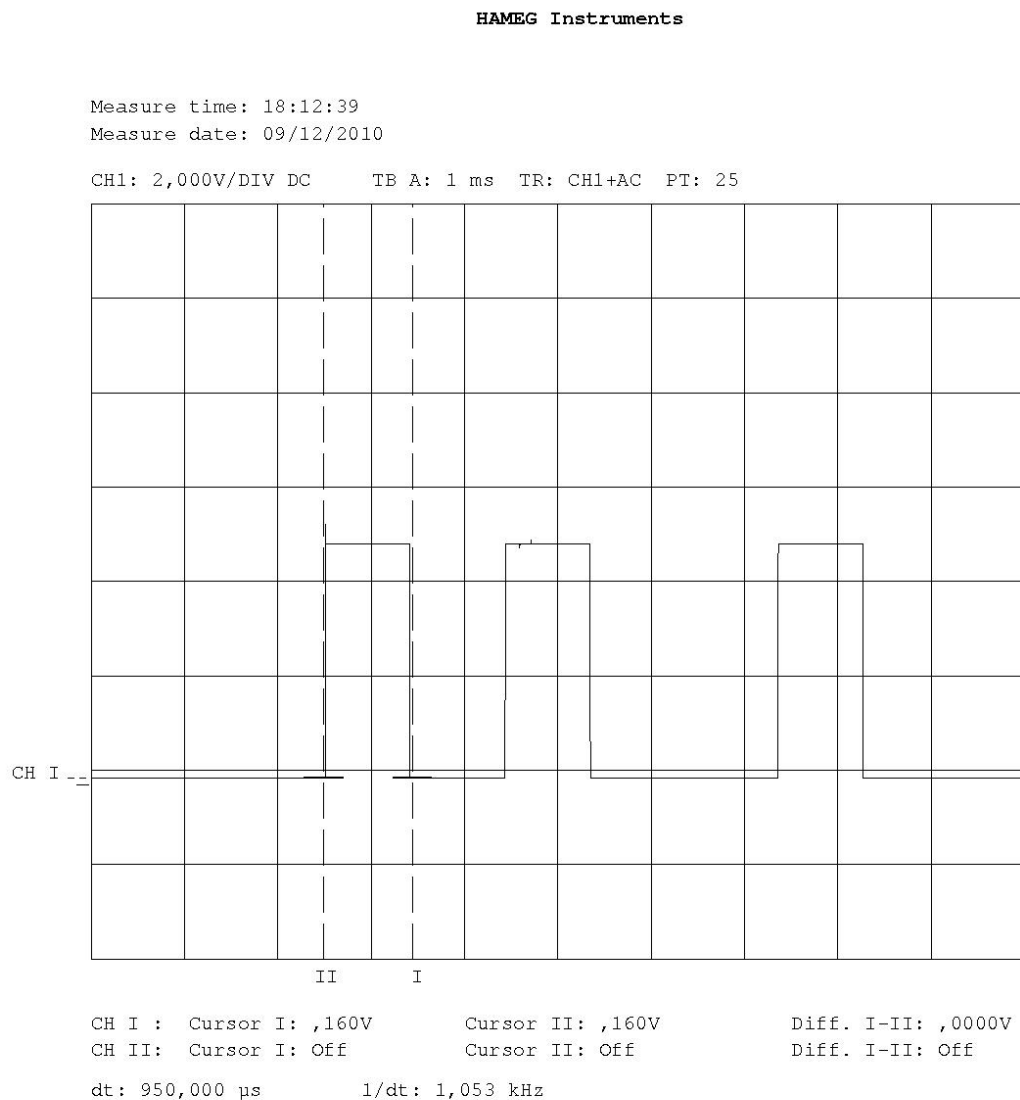 HAMEG Instruments
Measure time: 18:12:39
Measure date: 09/12/2010
CH1: 2,000V/DIV DC TB A: 1 ms TR: CH1+AC PT: 25
CH I
II I
CH I : Cursor I: ,160V Cursor II: ,160V Diff. I-II: ,0000V
CH II: Cursor I: Off Cursor II: Off Diff. I-II: Off
dt: 950,000 µs 1/dt: 1,053 kHz